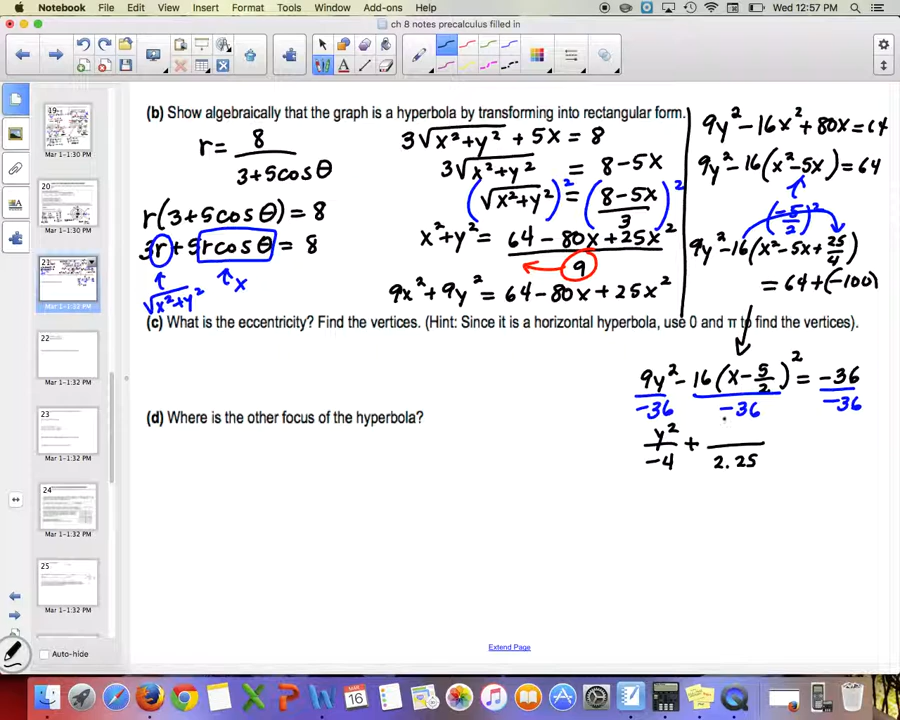 Notebook File Edit View Insert Format Tools Window Add-ons Help
Wed 12:57 PM
ch 8 notes precalculus filled in
19
Mar 1-1:30 PM
20
Mar 1-1:30 PM
21
Mar 1-1:31 PM
22
Mar 1-1:32 PM
23
Mar 1-1:32 PM
24
Mar 1-1:32 PM
25
Mar 1-1:32 PM
Auto-hide
(b) Show algebraically that the graph is a hyperbola by transforming into rectangular form.
r = 8 / (3+5cos θ)
r(3+5cos θ) = 8
3r+5rcos θ = 8
↑ √(x²+y²) ↑ x
3√(x²+y²) + 5x = 8
3√(x²+y²) = 8-5x
(√(x²+y²))² = ((8-5x)/3)²
x²+y² = (64-80x+25x²)/9
9x²+9y² = 64-80x+25x²
9y²-16x²+80x=64
9y²-16(x²-5x)=64
(-5/2)²
9y²-16(x²-5x+25/4)
= 64+(-100)
(c) What is the eccentricity? Find the vertices. (Hint: Since it is a horizontal hyperbola, use 0 and π to find the vertices).
9y² - 16(x-5/2)² = -36
-36 -36 -36
y²/-4 + /2.25
(d) Where is the other focus of the hyperbola?
Extend Page
MAR
16